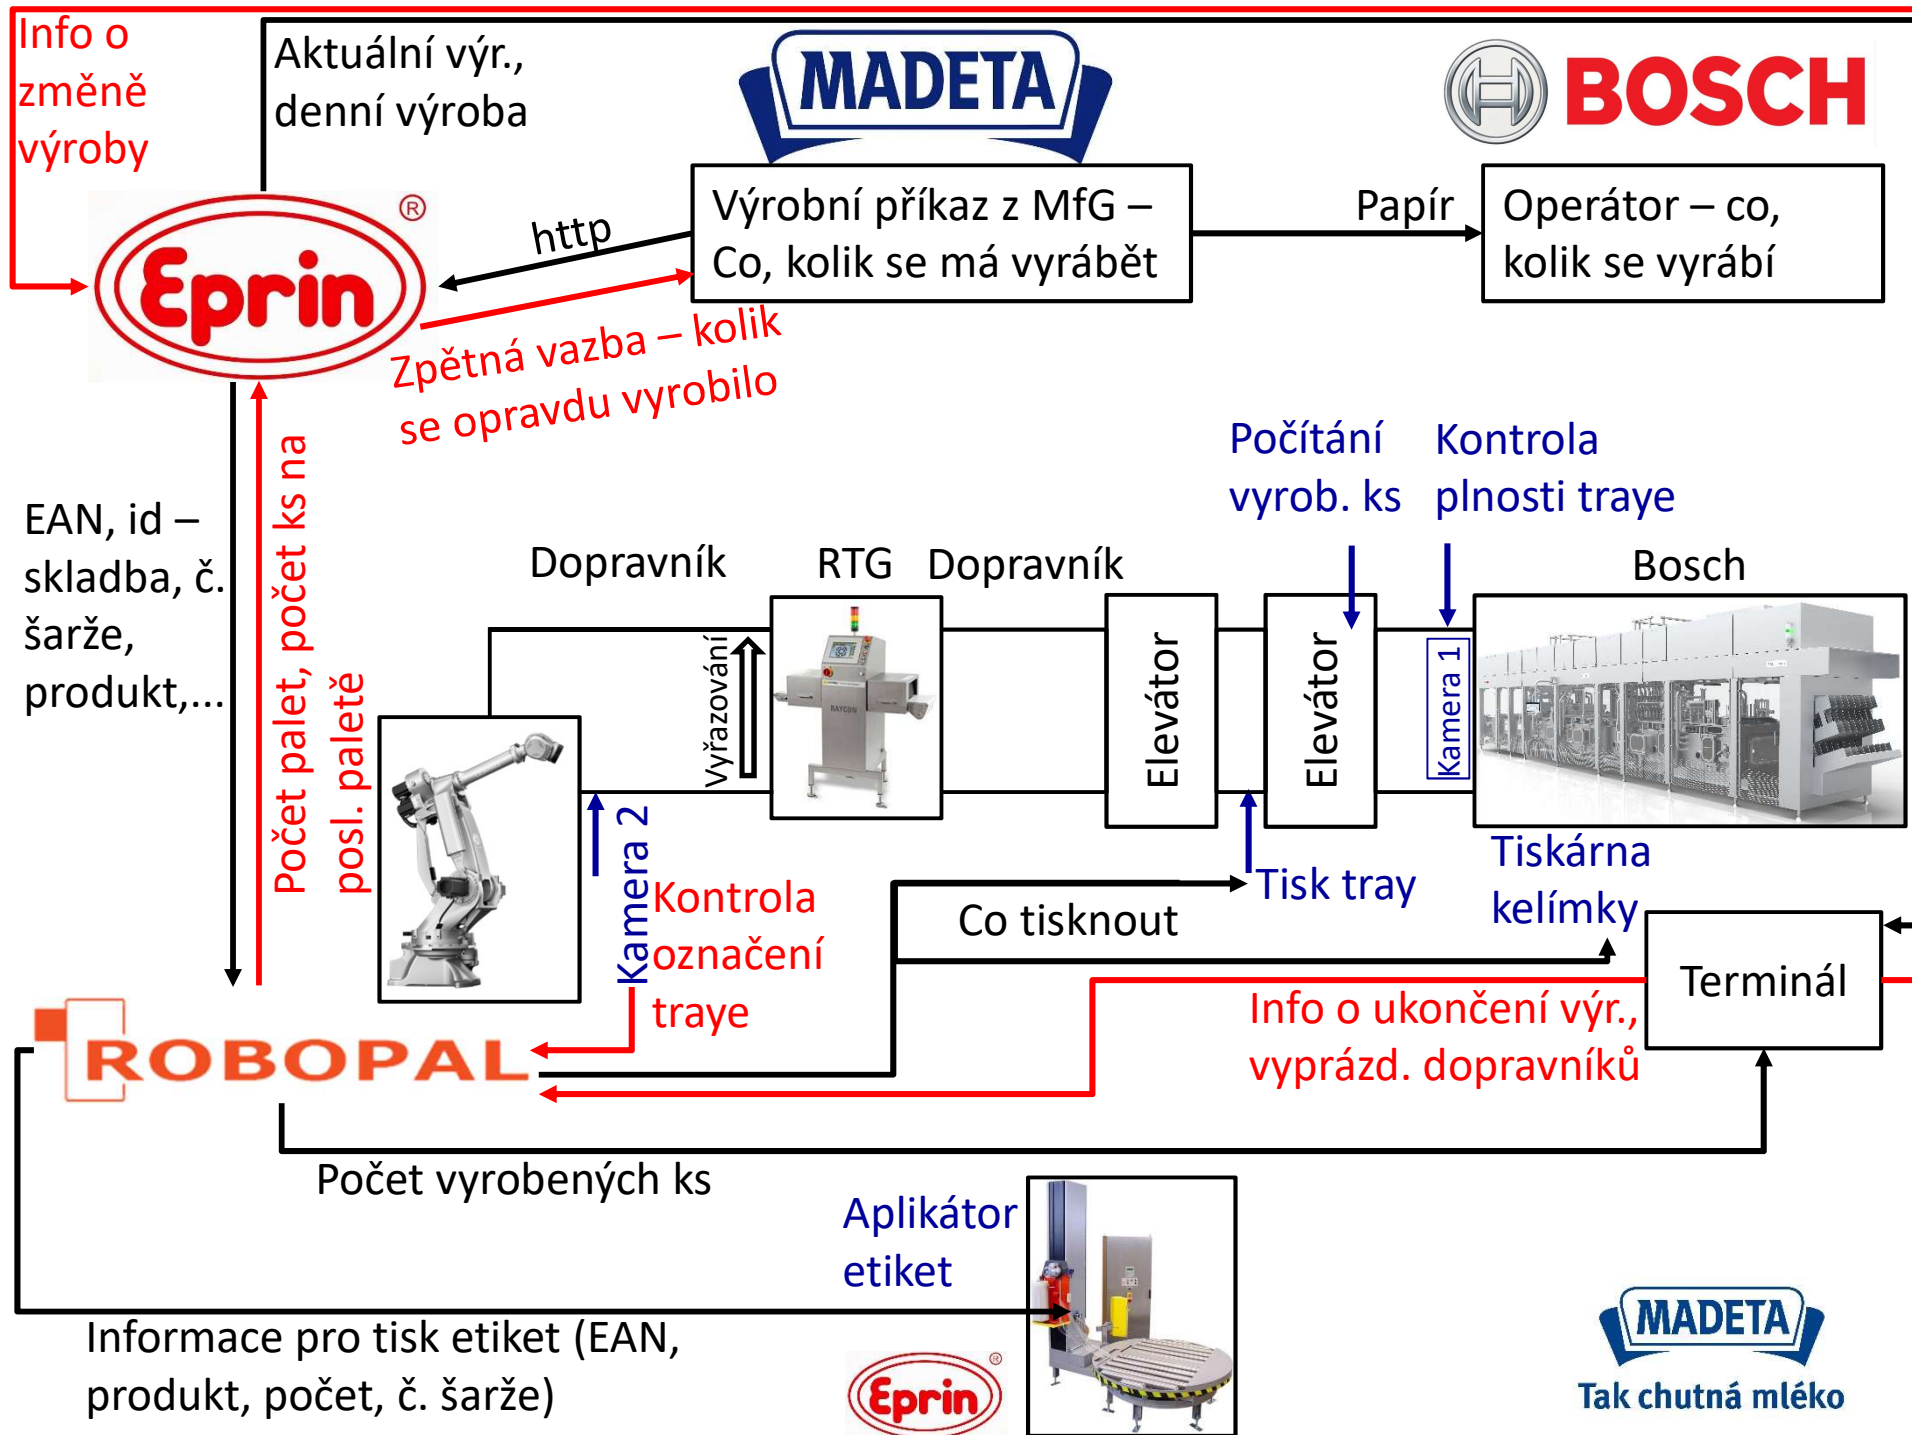 Info o
změně
výroby
Aktuální výr.,
denní výroba
MADETA
BOSCH
Eprin
®
http
Výrobní příkaz z MfG –
Co, kolik se má vyrábět
Papír
Operátor – co,
kolik se vyrábí
Zpětná vazba – kolik
se opravdu vyrobilo
EAN, id –
skladba, č.
šarže,
produkt,...
Počet palet, počet ks na
posl. paletě
Počítání
vyrob. ks
Kontrola
plnosti traye
Dopravník
RTG
Dopravník
Elevátor
Elevátor
Bosch
Vyřazování
RAYCON
Kamera 1
Kamera 2
Kontrola
označení
traye
Tisk tray
Co tisknout
Tiskárna
kelímky
Terminál
Info o ukončení výr.,
vyprázd. dopravníků
ROBOPAL
Počet vyrobených ks
Aplikátor
etiket
Informace pro tisk etiket (EAN,
produkt, počet, č. šarže)
Eprin
®
MADETA
Tak chutná mléko